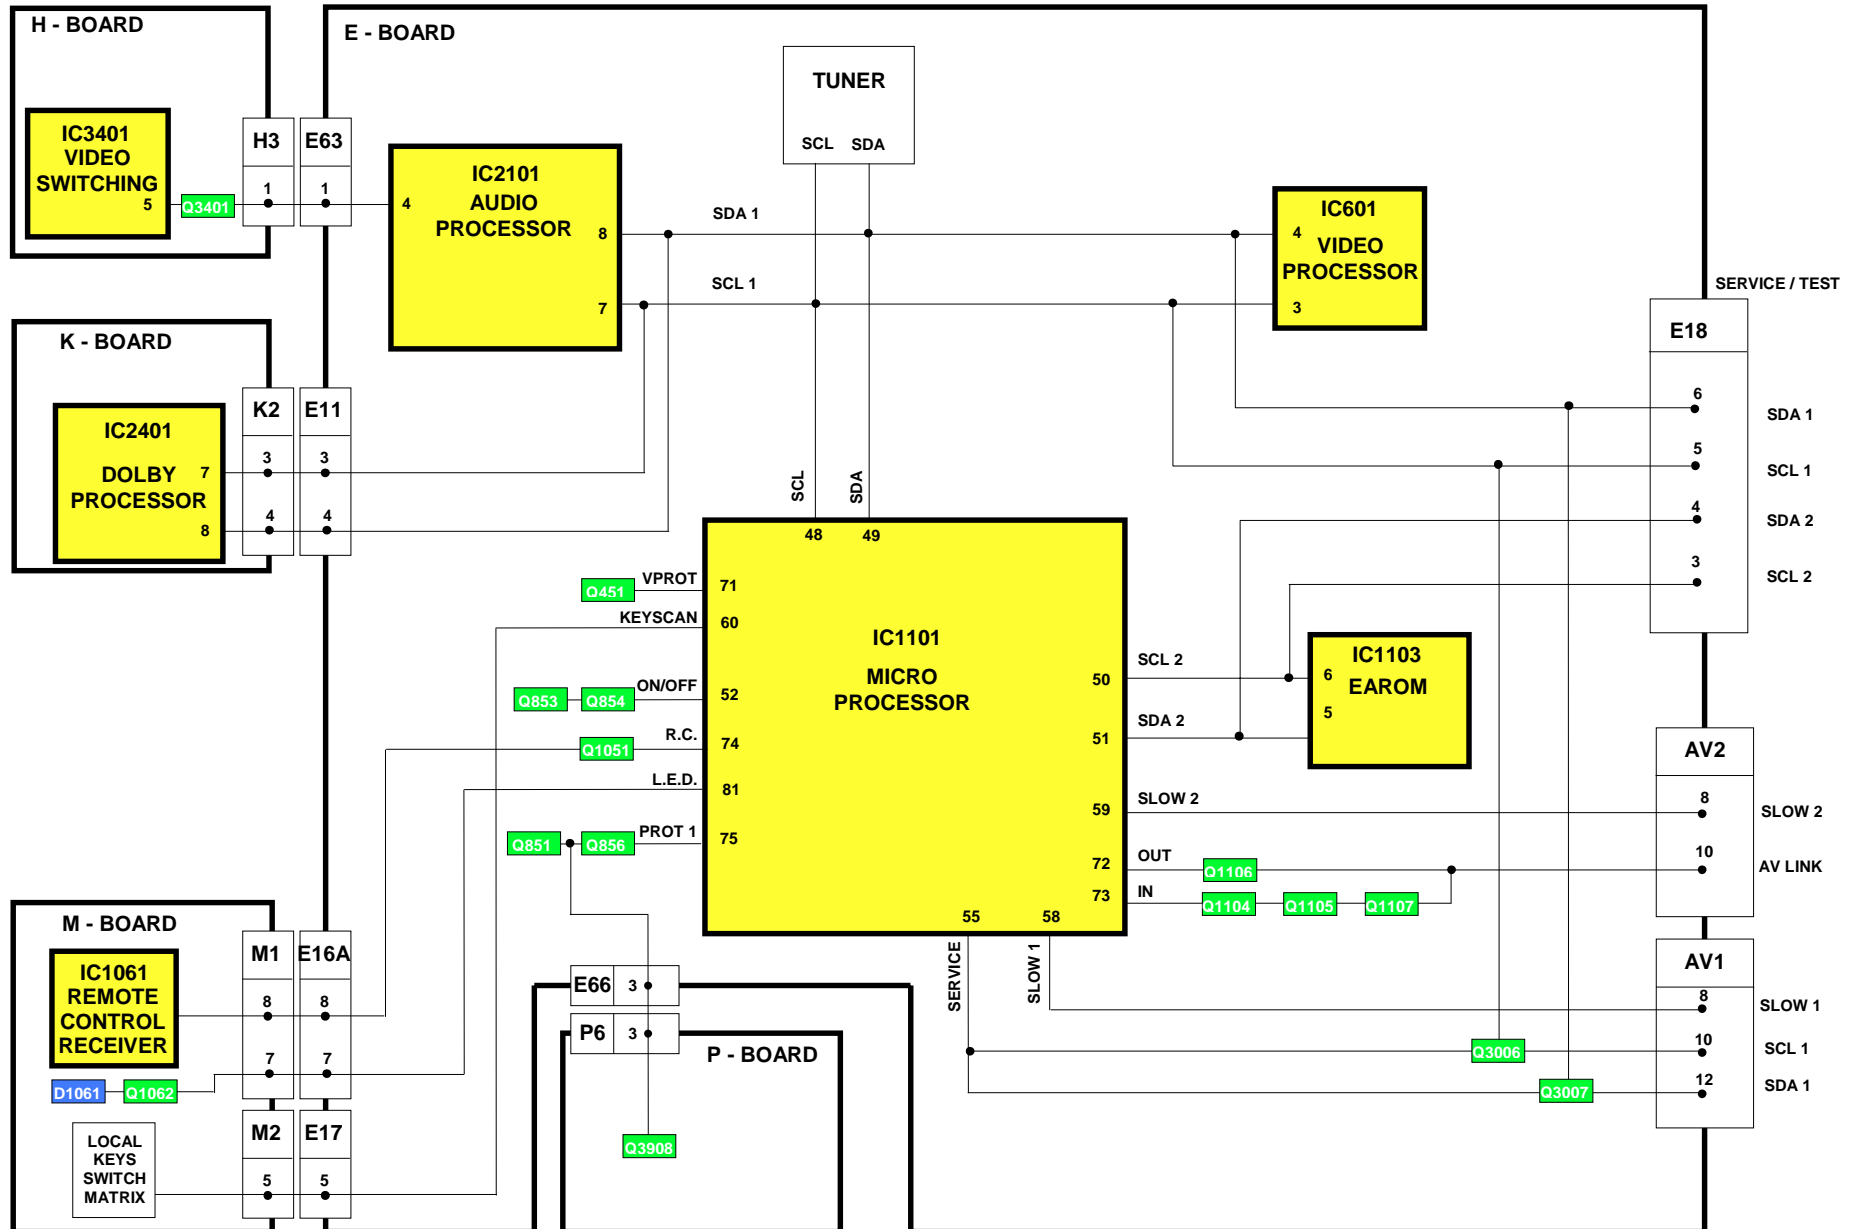 H - BOARD
E - BOARD
TUNER
SCL SDA
IC3401
VIDEO
SWITCHING
5
Q3401
H3 E63
1 1
IC2101
AUDIO
PROCESSOR
4
8
7
SDA 1
SCL 1
IC601
VIDEO
PROCESSOR
4
3
SERVICE / TEST
E18
6 SDA 1
5 SCL 1
4 SDA 2
3 SCL 2
K - BOARD
IC2401
DOLBY
PROCESSOR
7
8
K2 E11
3 3
4 4
SCL
SDA
48 49
IC1101
MICRO
PROCESSOR
Q451 VPROT 71
KEYSCAN 60
Q853 Q854 ON/OFF 52
Q1051 R.C. 74
L.E.D. 81
Q851 Q856 PROT 1 75
50 SCL 2
51 SDA 2
59 SLOW 2
72 OUT
73 IN
55 58
SERVICE
SLOW 1
IC1103
EAROM
6
5
Q1106
Q1104 Q1105 Q1107
AV2
8 SLOW 2
10 AV LINK
AV1
8 SLOW 1
10 SCL 1
12 SDA 1
Q3006
Q3007
M - BOARD
IC1061
REMOTE
CONTROL
RECEIVER
M1 E16A
8 8
7 7
D1061 Q1062
LOCAL
KEYS
SWITCH
MATRIX
M2 E17
5 5
E66 3
P6 3
P - BOARD
Q3908